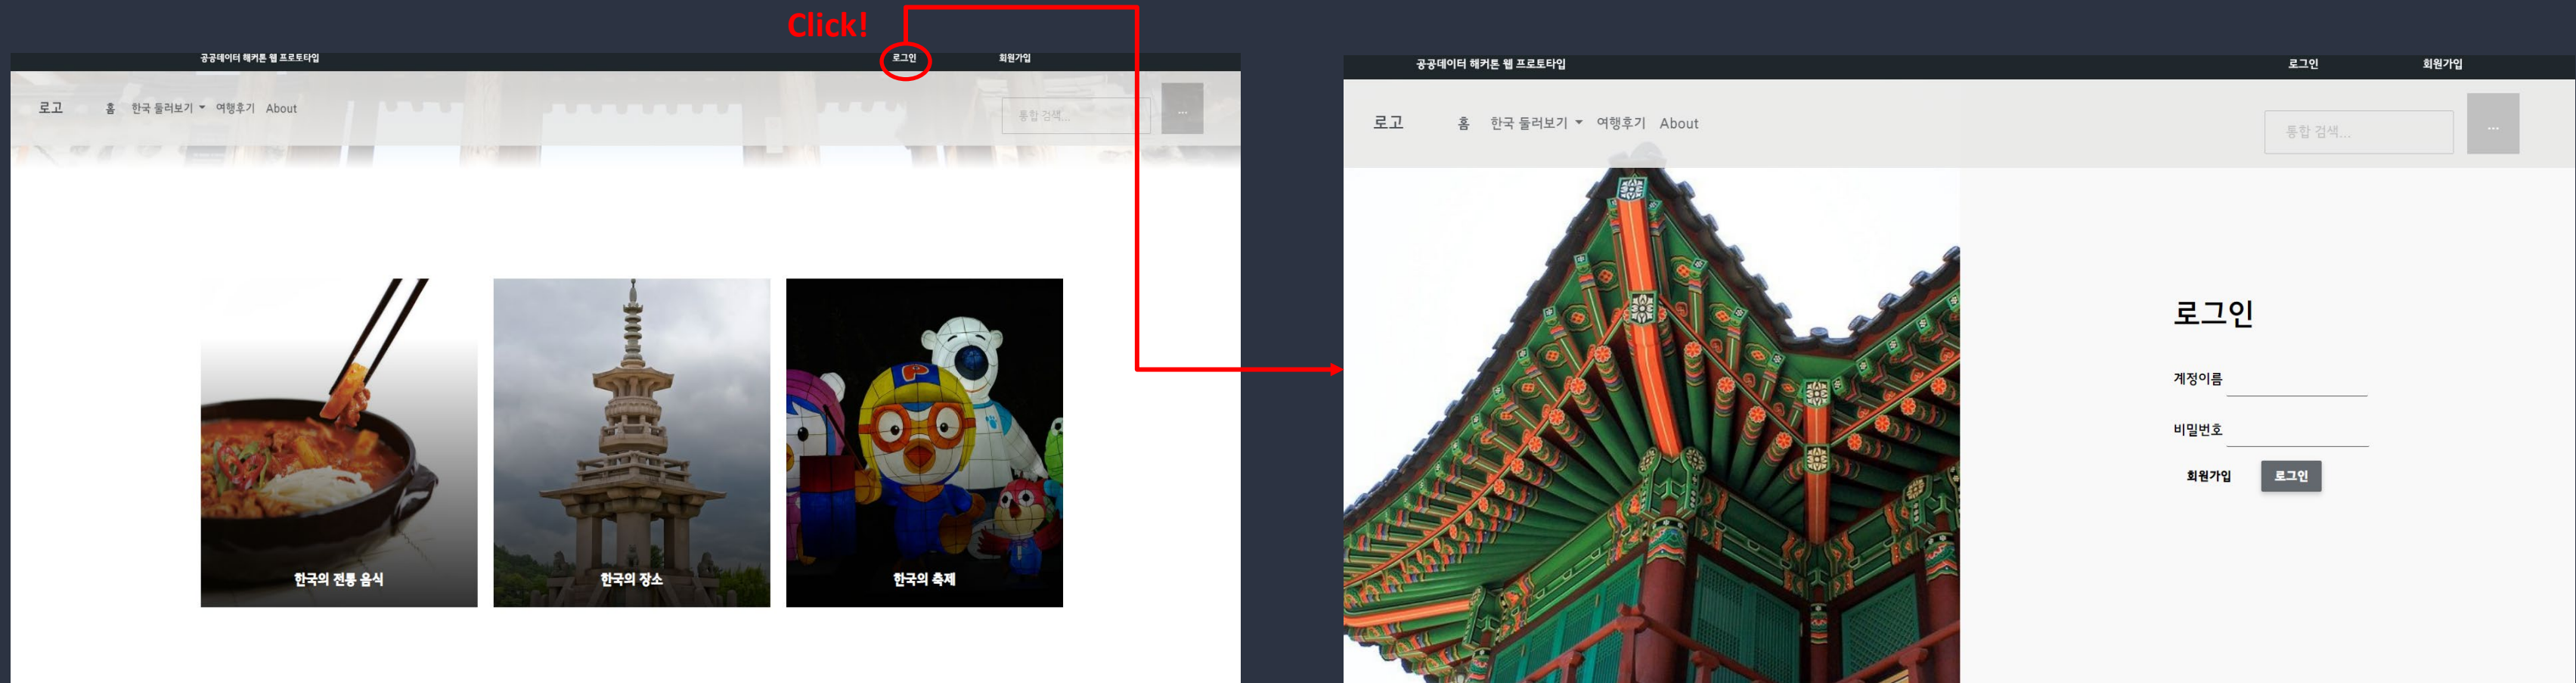 Click!
공공데이터 해커톤 웹 프로토타입 로그인 회원가입
로고 홈 한국 둘러보기 여행후기 About 통합 검색... ...
한국의 전통 음식 한국의 장소 한국의 축제
공공데이터 해커톤 웹 프로토타입 로그인 회원가입
로고 홈 한국 둘러보기 여행후기 About 통합 검색... ...
로그인
계정이름
비밀번호
회원가입 로그인